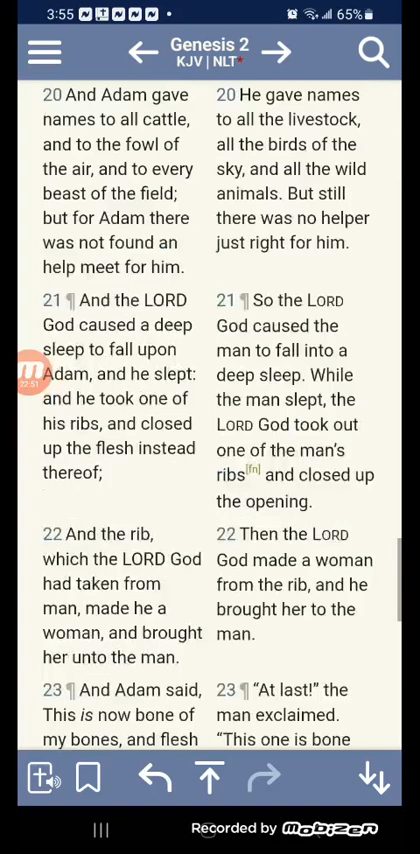 3:55
65%
Genesis 2
KJV | NLT*
20 And Adam gave
names to all cattle,
and to the fowl of
the air, and to every
beast of the field;
but for Adam there
was not found an
help meet for him.
20 He gave names
to all the livestock,
all the birds of the
sky, and all the wild
animals. But still
there was no helper
just right for him.
21 ¶ And the LORD
God caused a deep
sleep to fall upon
Adam, and he slept:
and he took one of
his ribs, and closed
up the flesh instead
thereof;
21 ¶ So the LORD
God caused the
man to fall into a
deep sleep. While
the man slept, the
LORD God took out
one of the man’s
ribs[fn] and closed up
the opening.
22 And the rib,
which the LORD God
had taken from
man, made he a
woman, and brought
her unto the man.
22 Then the LORD
God made a woman
from the rib, and he
brought her to the
man.
23 ¶ And Adam said,
This is now bone of
my bones, and flesh
23 ¶ “At last!” the
man exclaimed.
“This one is bone
22:51
Recorded by Mobizen